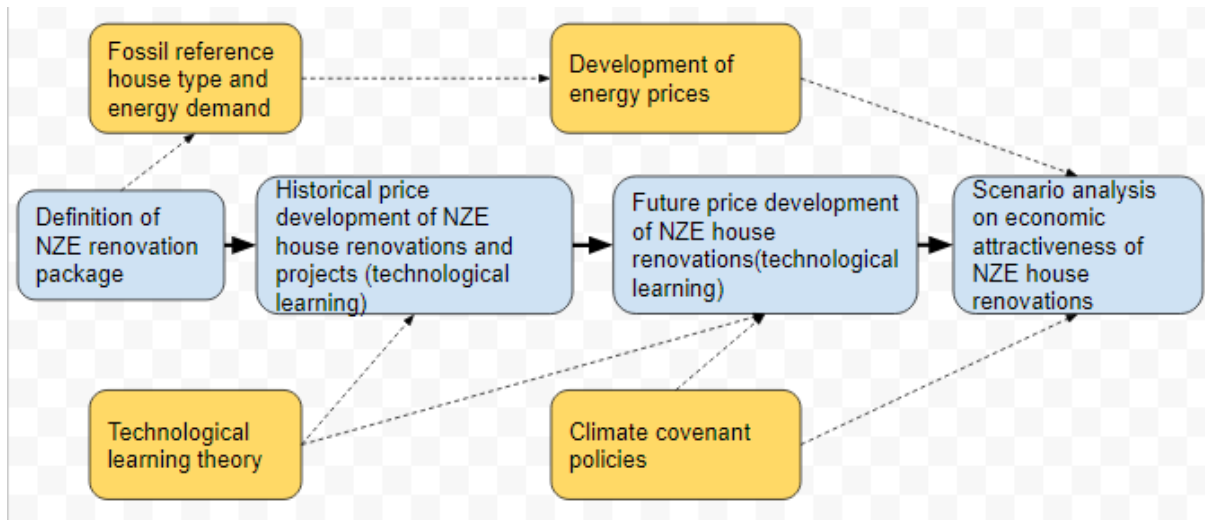 Fossil reference
house type and
energy demand
Development of
energy prices
Definition of
NZE renovation
package
Historical price
development of NZE
house renovations and
projects (technological
learning)
Future price development
of NZE house
renovations(technological
learning)
Scenario analysis
on economic
attractiveness of
NZE house
renovations
Technological
learning theory
Climate covenant
policies